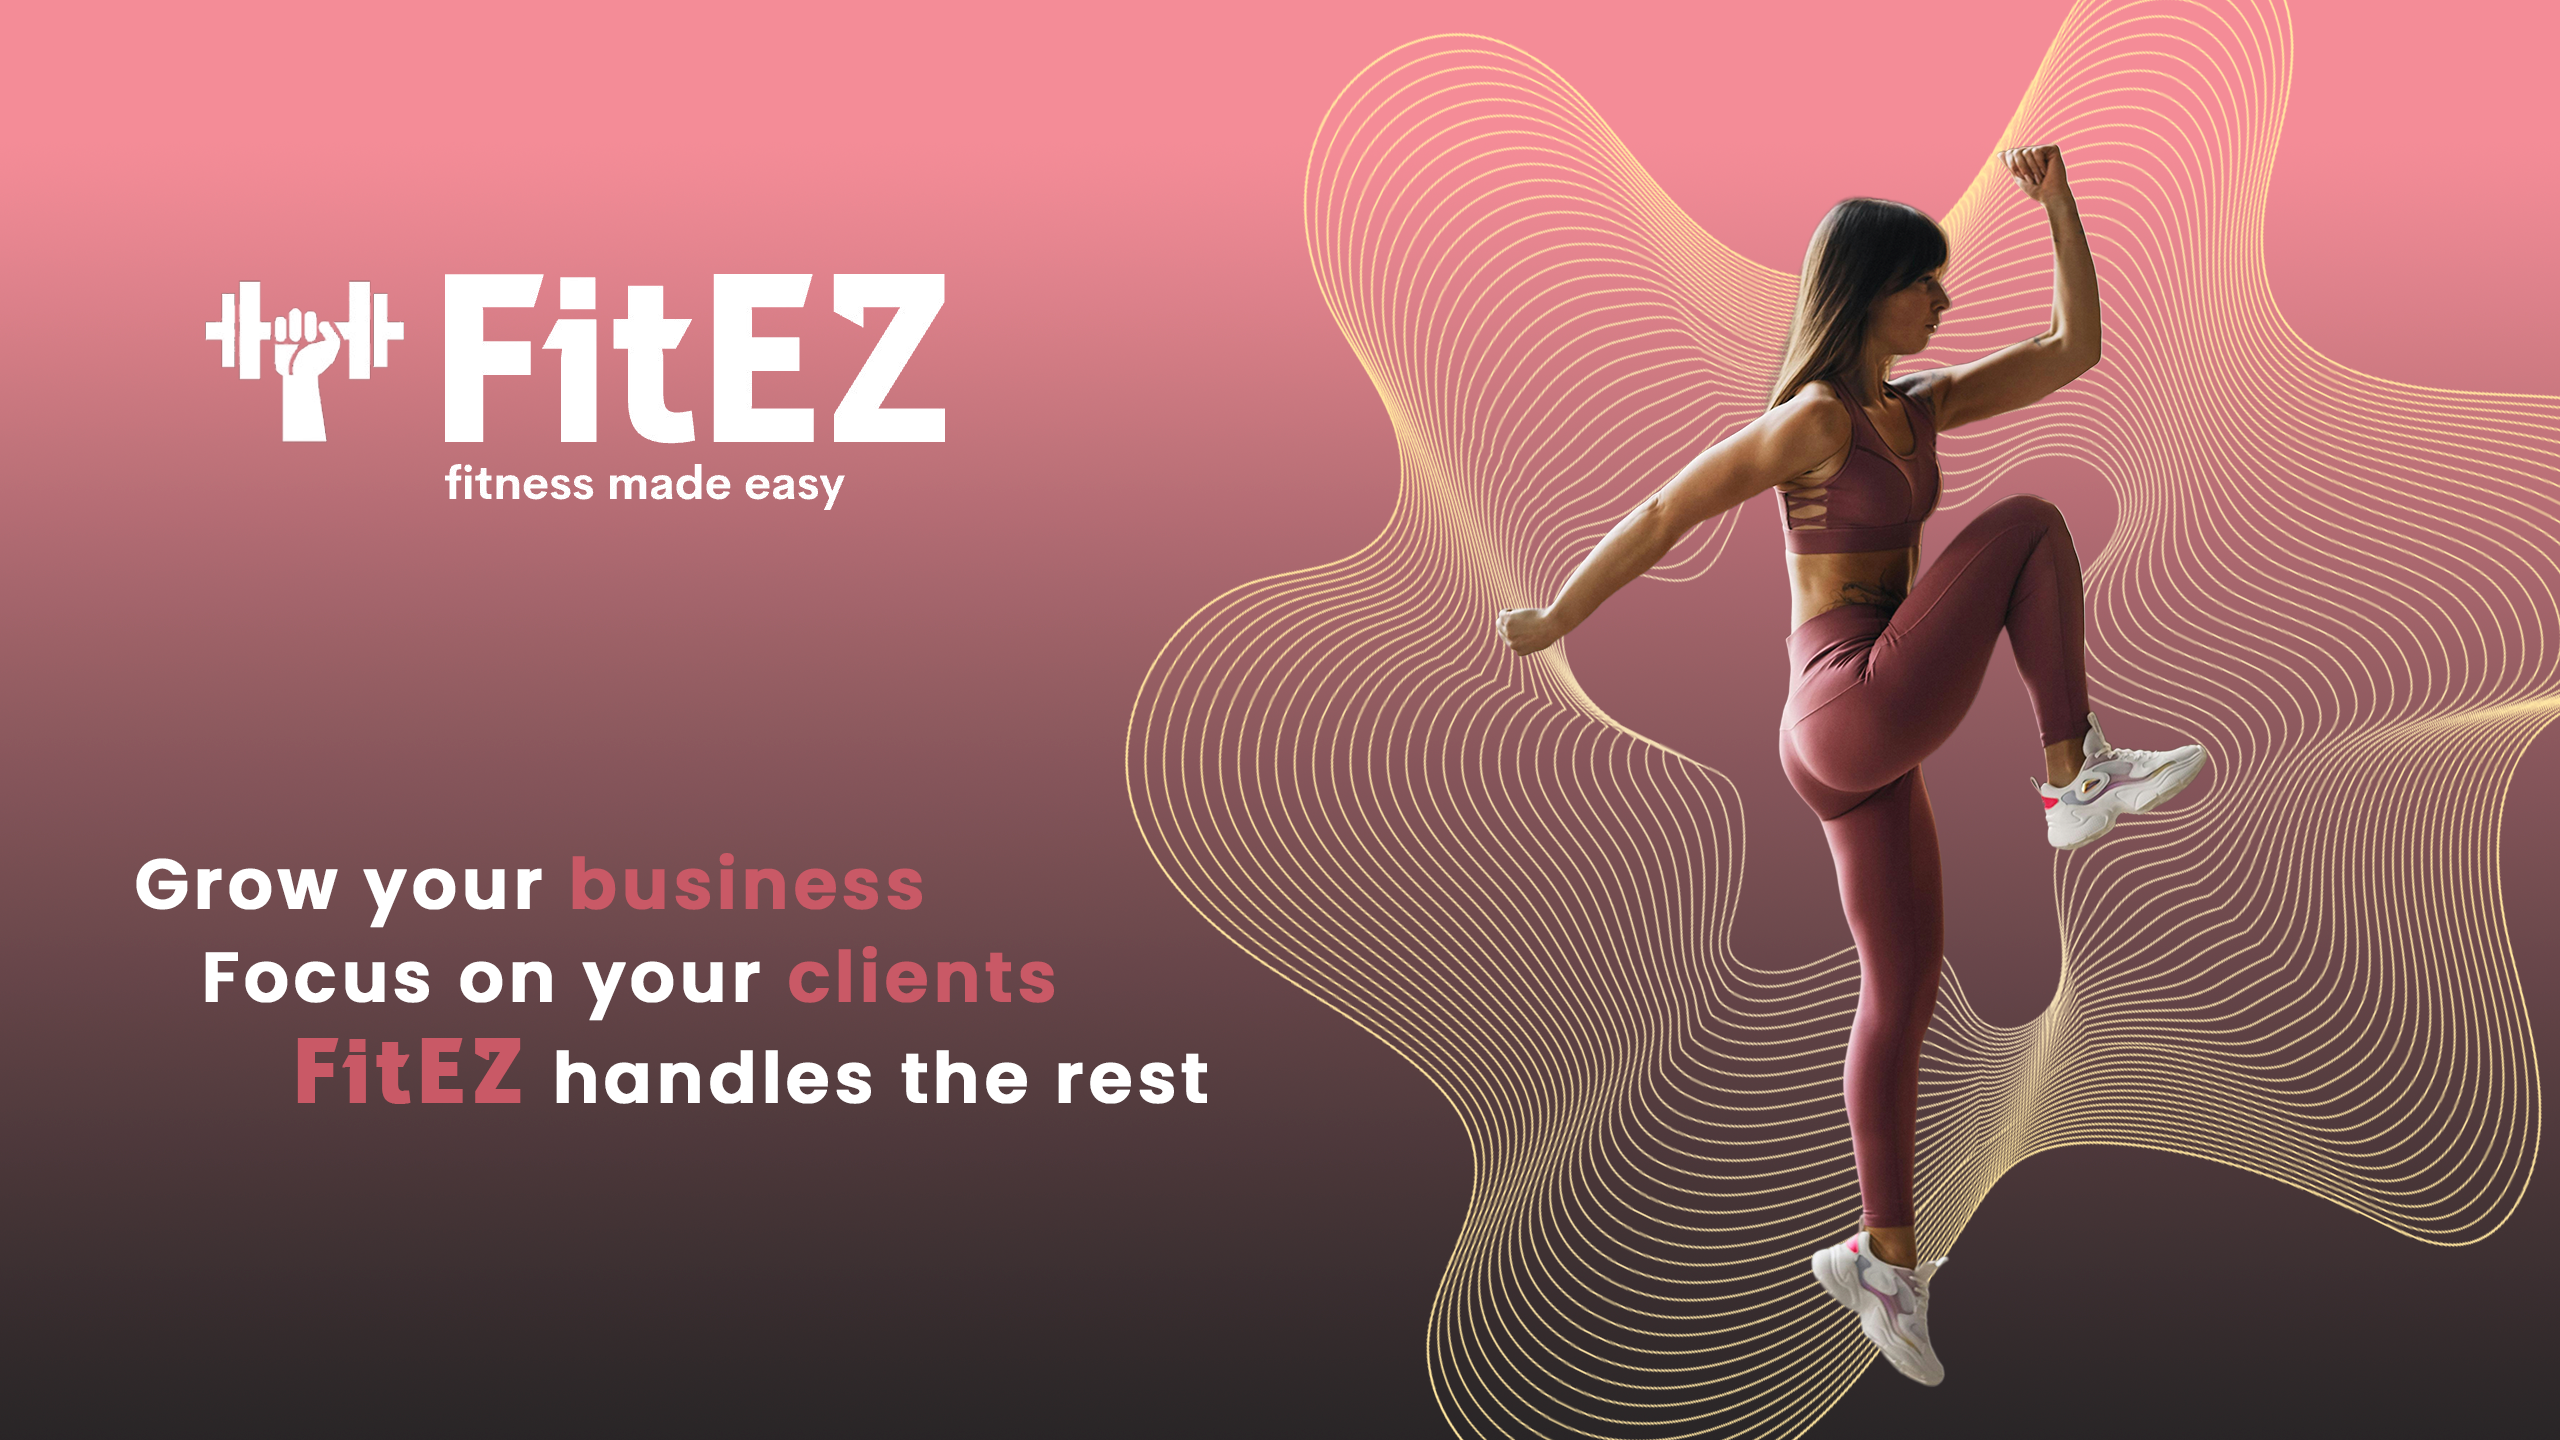 FitEZ
fitness made easy
Grow your business
Focus on your clients
FitEZ handles the rest